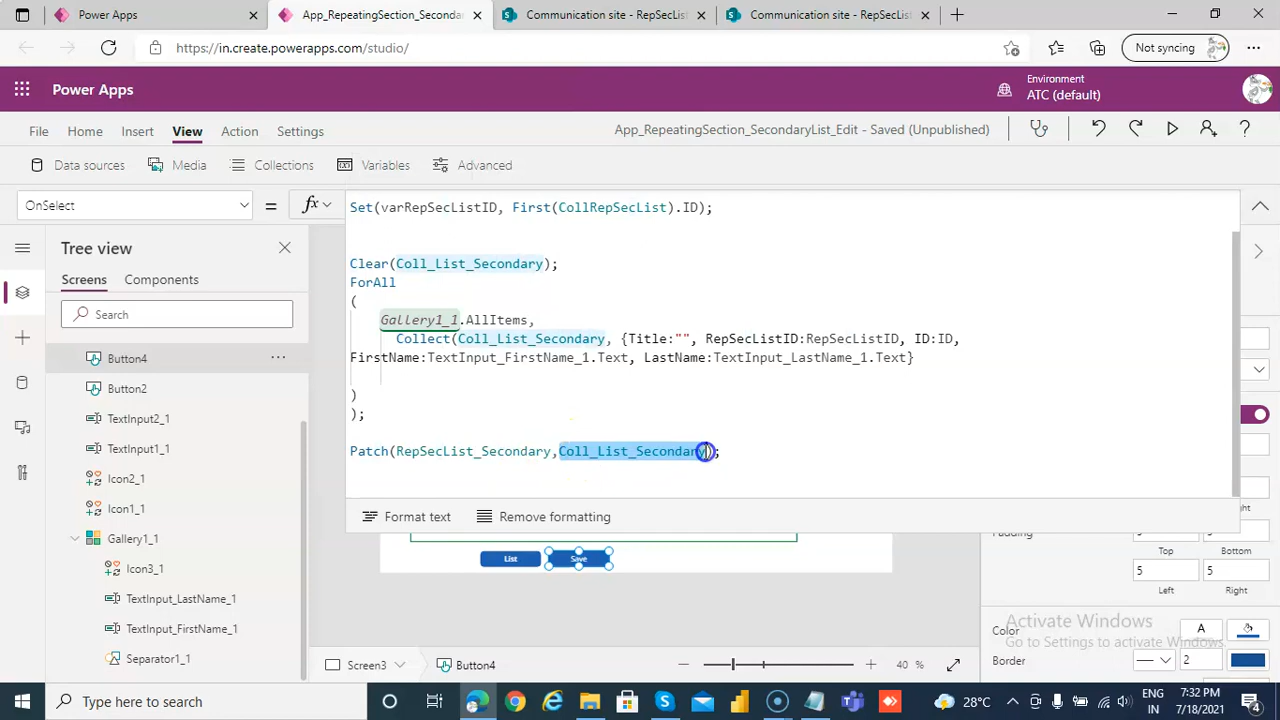 Power Apps
App_RepeatingSection_Seconda
Communication site - RepSecLis
Communication site - RepSecLis
https://in.create.powerapps.com/studio/
Not syncing
Power Apps
Environment
ATC (default)
File
Home
Insert
View
Action
Settings
App_RepeatingSection_SecondaryList_Edit - Saved (Unpublished)
Data sources
Media
Collections
Variables
Advanced
OnSelect
=
fx
Set(varRepSecListID, First(CollRepSecList).ID);
Clear(Coll_List_Secondary);
ForAll
(
Gallery1_1.AllItems,
Collect(Coll_List_Secondary, {Title:"", RepSecListID:RepSecListID, ID:ID,
FirstName:TextInput_FirstName_1.Text, LastName:TextInput_LastName_1.Text}
)
);
Patch(RepSecList_Secondary,Coll_List_Secondary);
Format text
Remove formatting
Tree view
Screens
Components
Search
Button4
Button2
TextInput2_1
TextInput1_1
Icon2_1
Icon1_1
Gallery1_1
Icon3_1
TextInput_LastName_1
TextInput_FirstName_1
Separator1_1
List
Save
Top
Bottom
5
5
Left
Right
Color
Border
2
Activate Windows
Go to Settings to activate Windows.
Screen3
Button4
40 %
Type here to search
28°C
ENG
IN
7:32 PM
7/18/2021
4